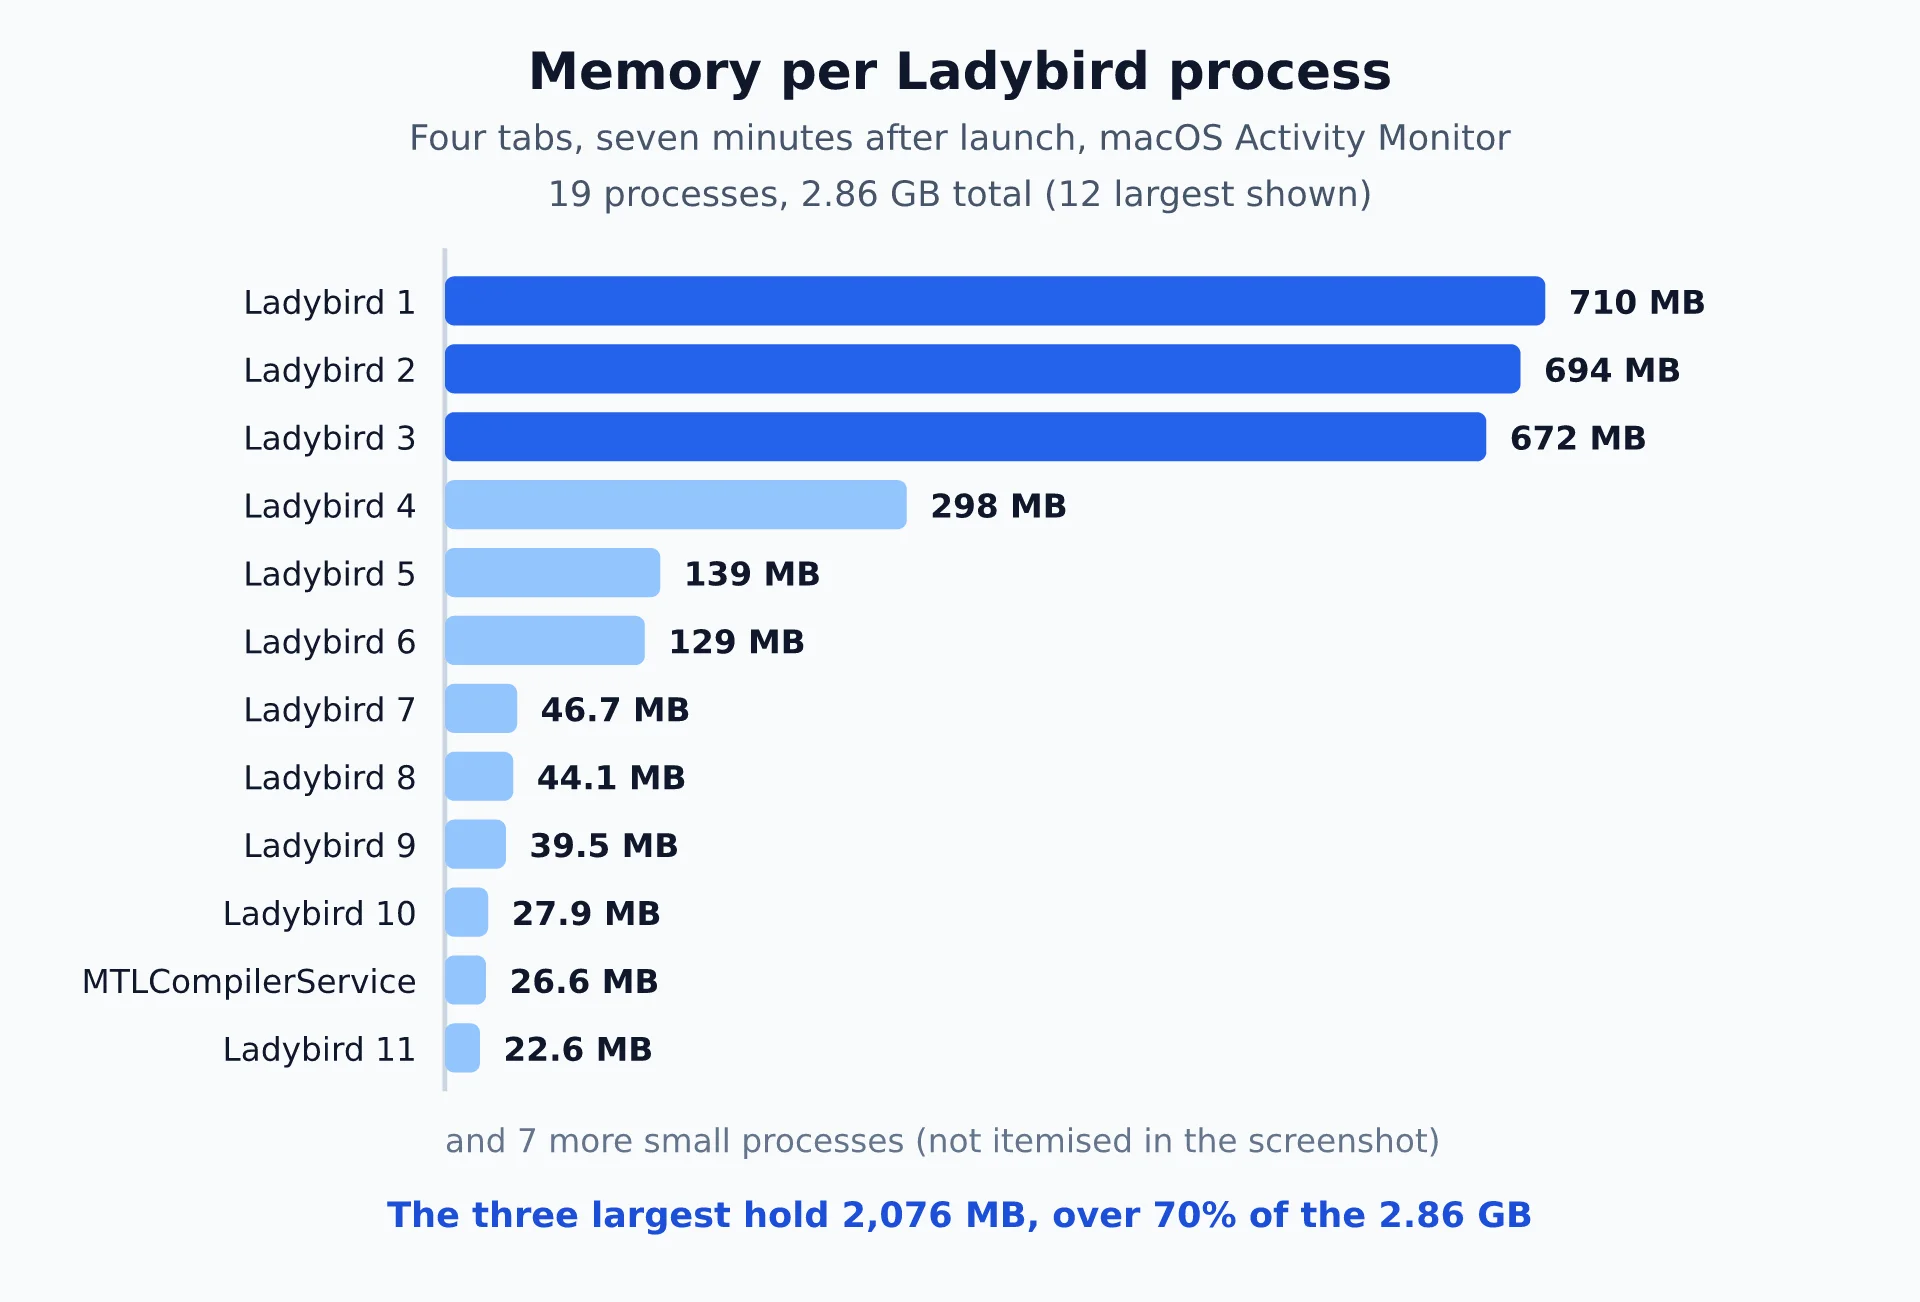 Memory per Ladybird process
Four tabs, seven minutes after launch, macOS Activity Monitor
19 processes, 2.86 GB total (12 largest shown)
Ladybird 1 710 MB
Ladybird 2 694 MB
Ladybird 3 672 MB
Ladybird 4 298 MB
Ladybird 5 139 MB
Ladybird 6 129 MB
Ladybird 7 46.7 MB
Ladybird 8 44.1 MB
Ladybird 9 39.5 MB
Ladybird 10 27.9 MB
MTLCompilerService 26.6 MB
Ladybird 11 22.6 MB
and 7 more small processes (not itemised in the screenshot)
The three largest hold 2,076 MB, over 70% of the 2.86 GB